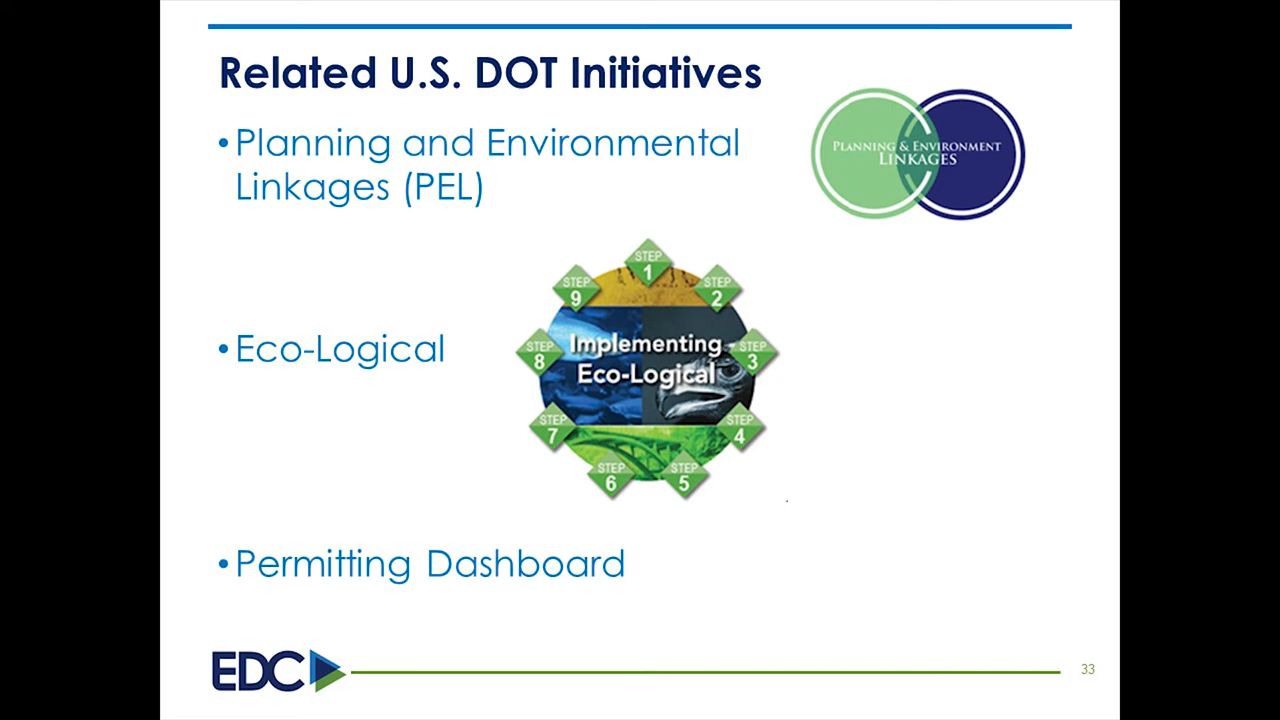 Related U.S. DOT Initiatives
•Planning and Environmental
Linkages (PEL)
PLANNING & ENVIRONMENT
LINKAGES
STEP
1
STEP
2
STEP
3
STEP
4
STEP
5
STEP
6
STEP
7
STEP
8
STEP
9
Implementing
Eco-Logical
•Eco-Logical
•Permitting Dashboard
EDC
33